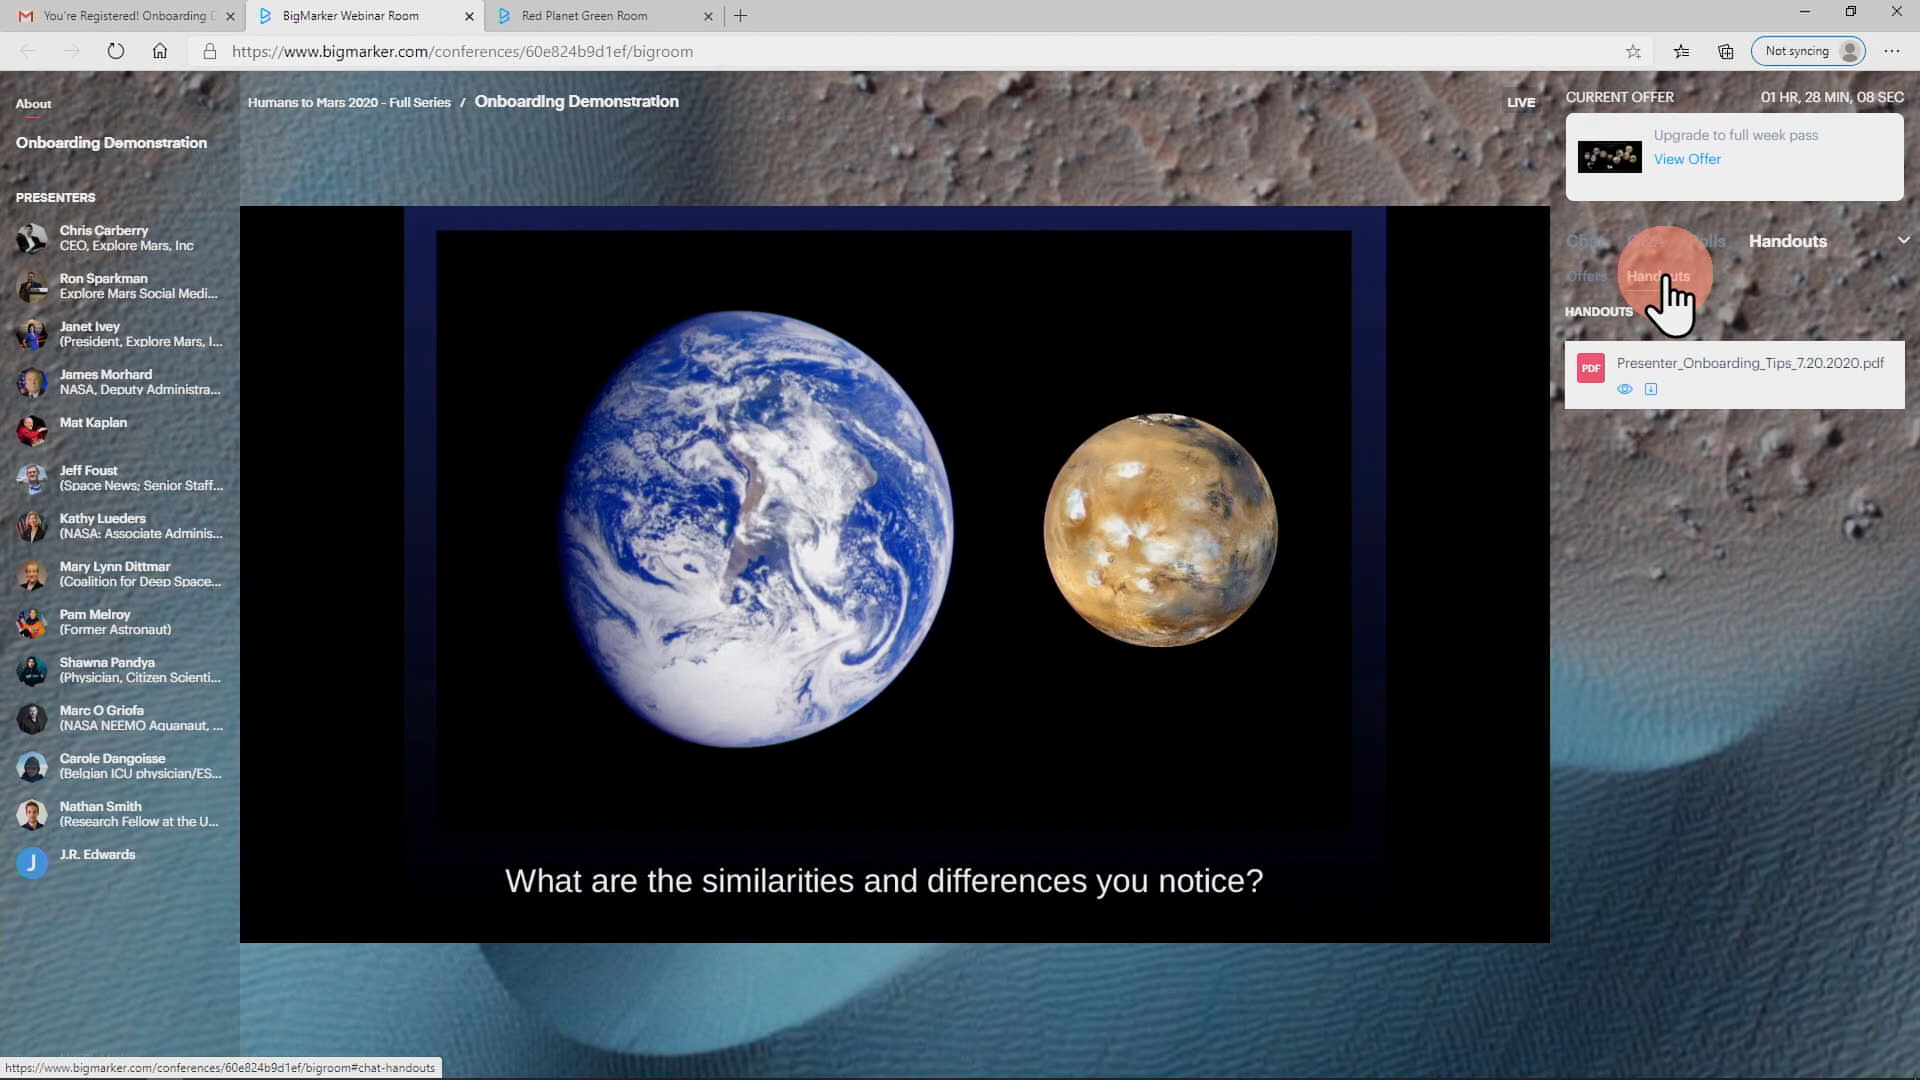 You're Registered! Onboarding
BigMarker Webinar Room
Red Planet Green Room
https://www.bigmarker.com/conferences/60e824b9d1ef/bigroom
Not syncing
About
Onboarding Demonstration
PRESENTERS
Chris Carberry
CEO, Explore Mars, Inc
Ron Sparkman
Explore Mars Social Medi...
Janet Ivey
(President, Explore Mars, I...
James Morhard
NASA, Deputy Administra...
Mat Kaplan
Jeff Foust
(Space News; Senior Staff...
Kathy Lueders
(NASA: Associate Adminis...
Mary Lynn Dittmar
(Coalition for Deep Space...
Pam Melroy
(Former Astronaut)
Shawna Pandya
(Physician, Citizen Scienti...
Marc O Griofa
(NASA NEEMO Aquanaut, ...
Carole Dangoisse
(Belgian ICU physician/ES...
Nathan Smith
(Research Fellow at the U...
J
J.R. Edwards
Humans to Mars 2020 - Full Series / Onboarding Demonstration
LIVE
What are the similarities and differences you notice?
CURRENT OFFER
01 HR, 28 MIN, 08 SEC
Upgrade to full week pass
View Offer
Handouts
Offers
Handouts
HANDOUTS
PDF
Presenter_Onboarding_Tips_7.20.2020.pdf
https://www.bigmarker.com/conferences/60e824b9d1ef/bigroom#chat-handouts